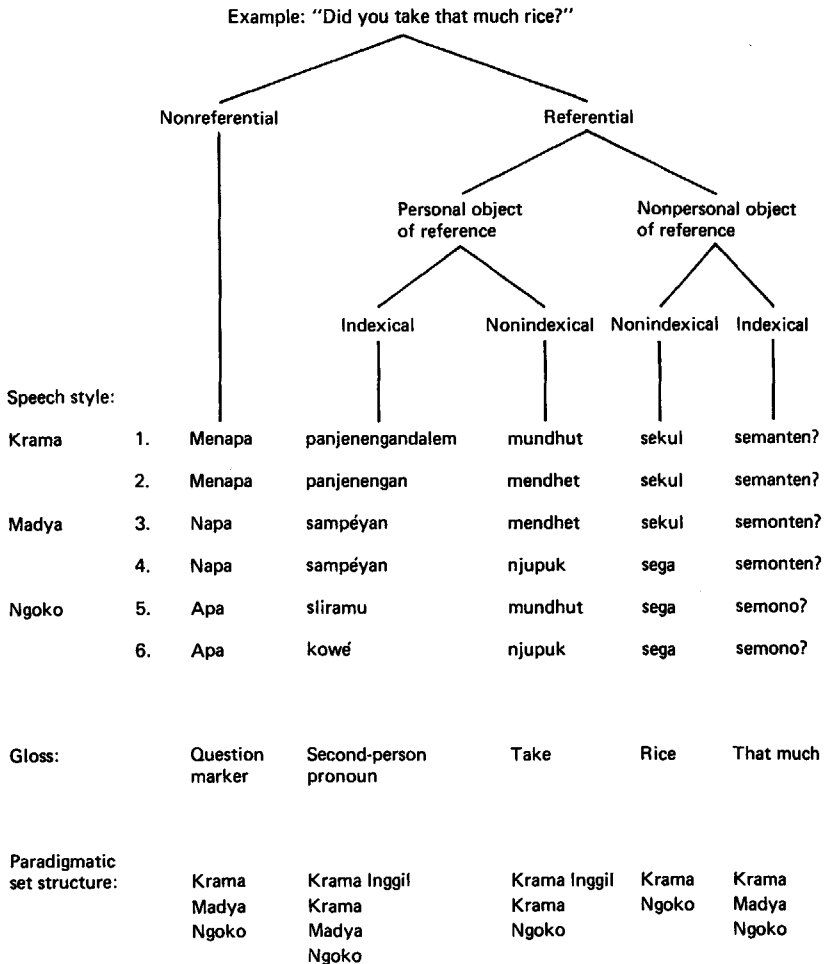 Example: “Did you take that much rice?”
Nonreferential Referential
Personal object Nonpersonal object
of reference of reference
Indexical Nonindexical Nonindexical Indexical
Speech style:
Krama 1. Menapa panjenengandalem mundhut sekul semanten?
2. Menapa panjenengan mendhet sekul semanten?
Madya 3. Napa sampéyan mendhet sekul semonten?
4. Napa sampéyan njupuk sega semonten?
Ngoko 5. Apa sliramu mundhut sega semono?
6. Apa kowé njupuk sega semono?
Gloss: Question Second-person Take Rice That much
marker pronoun
Paradigmatic
set structure: Krama Krama Inggil Krama Inggil Krama Krama
Madya Krama Krama Ngoko Madya
Ngoko Madya Ngoko Ngoko
Ngoko